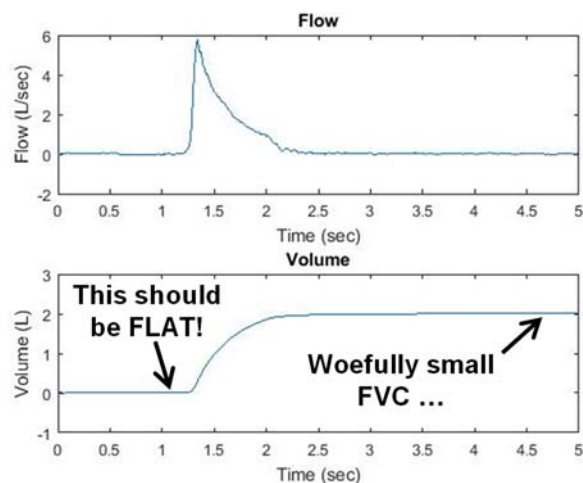 Flow
6
4
2
0
-2
Flow (L/sec)
0 0.5 1 1.5 2 2.5 3 3.5 4 4.5 5
Time (sec)
Volume
3
2
1
0
-1
Volume (L)
This should
be FLAT!
Woefully small
FVC ...
0 0.5 1 1.5 2 2.5 3 3.5 4 4.5 5
Time (sec)